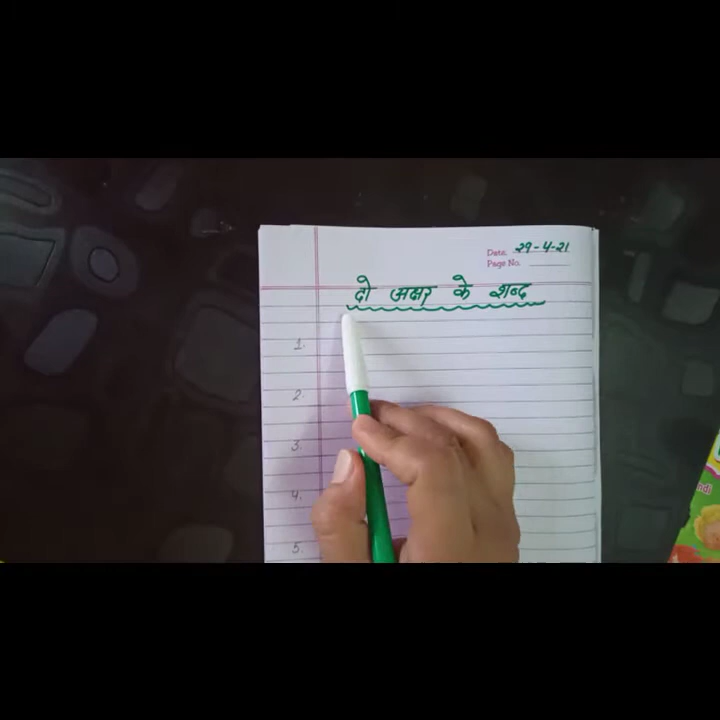 Date. 29-4-21
Page No.
दो अक्षर के शब्द
1.
2.
3.
4.
5.